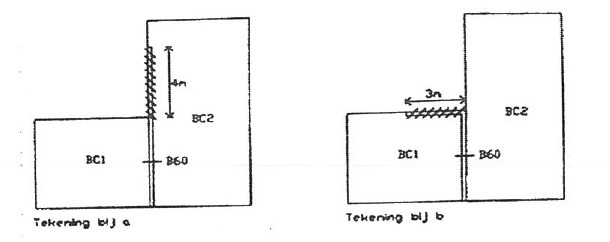 4m
BC2
BC1
B60
Tekening bij a
3m
BC2
BC1
B60
Tekening bij b